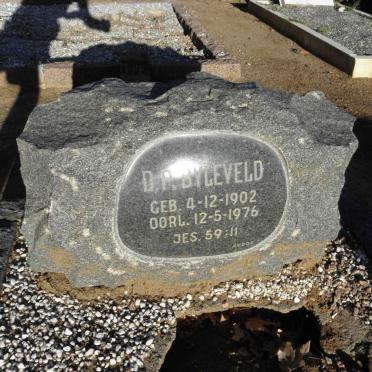 D.P. BYLEVELD
GEB. 4-12-1902
OORL. 12-5-1976
JES. 59:11